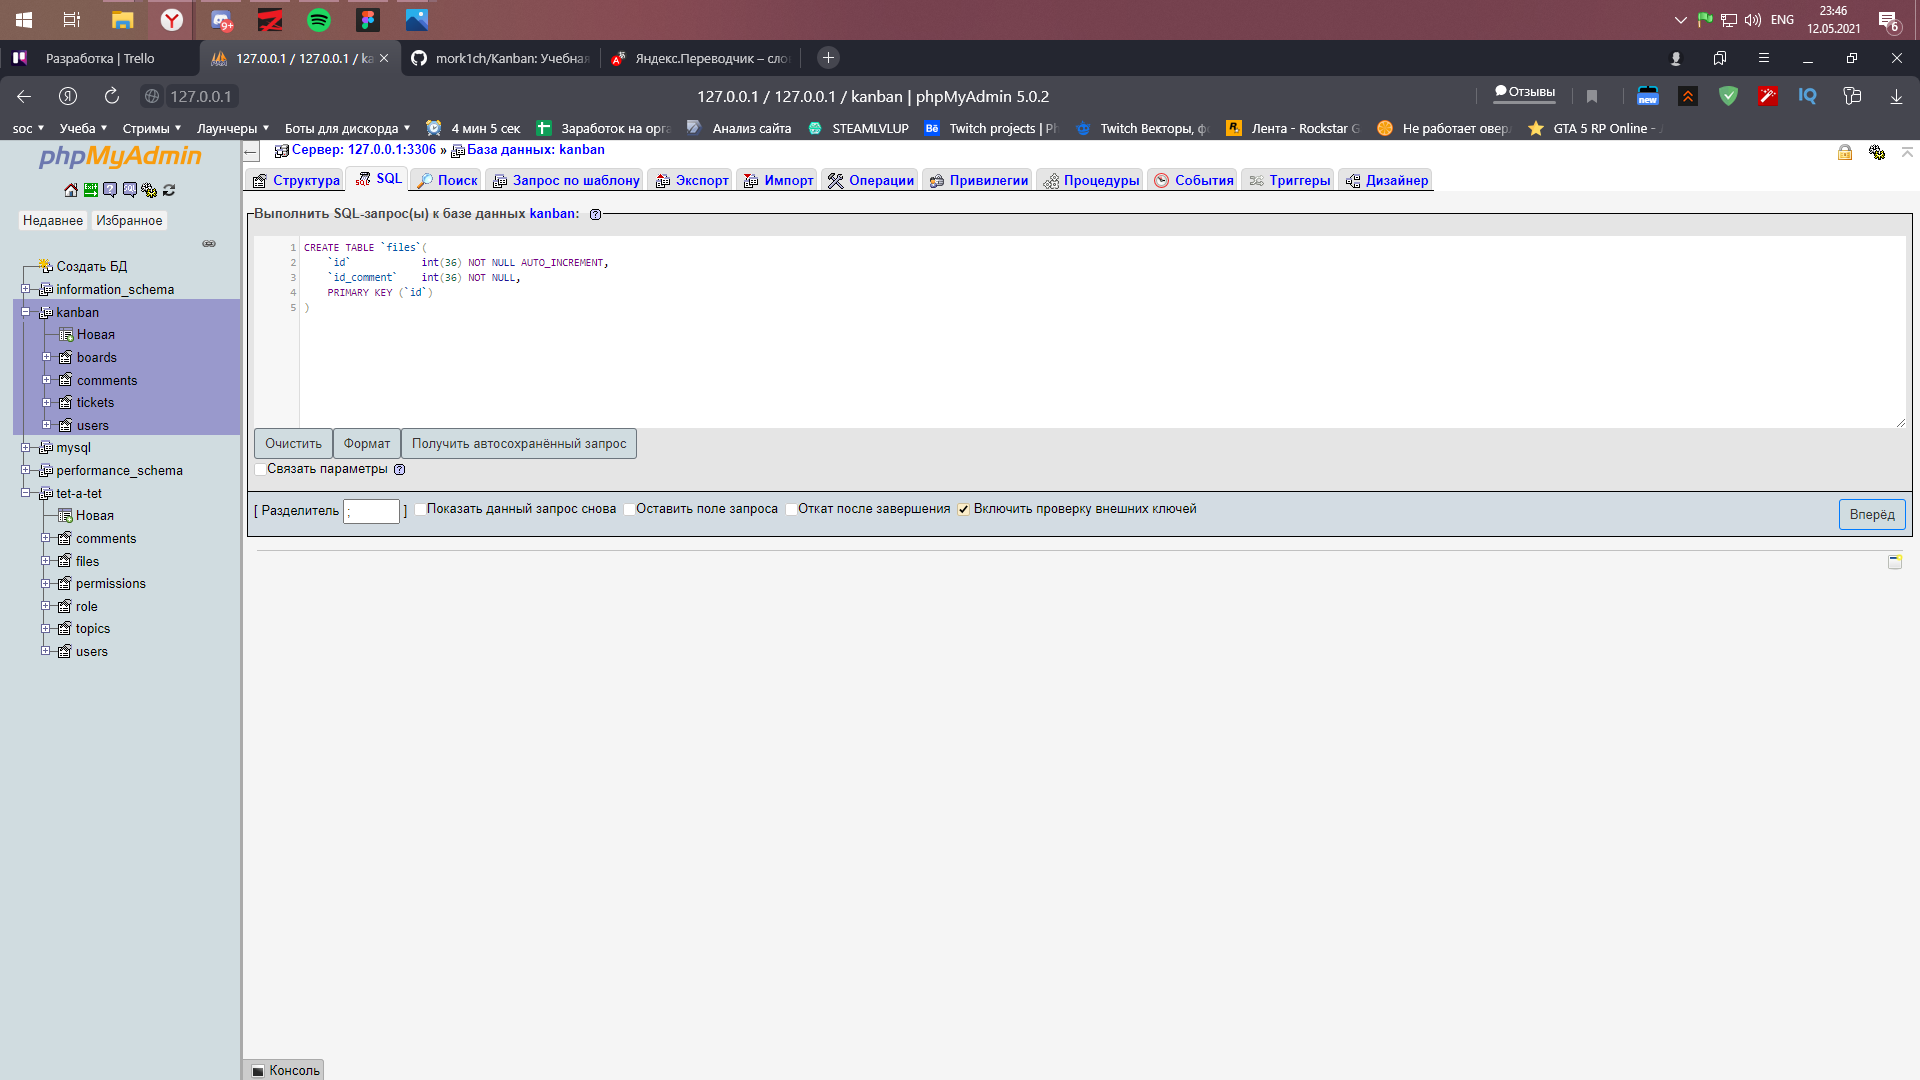 ENG
23:46
12.05.2021
6
9+
Разработка | Trello
127.0.0.1 / 127.0.0.1 / ka
mork1ch/Kanban: Учебная
Яндекс.Переводчик – сло
127.0.0.1
127.0.0.1 / 127.0.0.1 / kanban | phpMyAdmin 5.0.2
Отзывы
new
IQ
soc
Учеба
Стримы
Лаунчеры
Боты для дискорда
4 мин 5 сек
Заработок на орга
Анализ сайта
STEAMLVLUP
Bē
Twitch projects | Ph
Twitch Векторы, фо
Лента - Rockstar G
Не работает оверл
GTA 5 RP Online -
phpMyAdmin
Недавнее
Избранное
Создать БД
information_schema
kanban
Новая
boards
comments
tickets
users
mysql
performance_schema
tet-a-tet
Новая
comments
files
permissions
role
topics
users
Сервер: 127.0.0.1:3306 » База данных: kanban
Структура
SQL
Поиск
Запрос по шаблону
Экспорт
Импорт
Операции
Привилегии
Процедуры
События
Триггеры
Дизайнер
Выполнить SQL-запрос(ы) к базе данных kanban:
1 CREATE TABLE `files`(
2 `id` int(36) NOT NULL AUTO_INCREMENT,
3 `id_comment` int(36) NOT NULL,
4 PRIMARY KEY (`id`)
5 )
Очистить
Формат
Получить автосохранённый запрос
Связать параметры
[ Разделитель ; ]
Показать данный запрос снова
Оставить поле запроса
Откат после завершения
Включить проверку внешних ключей
Вперёд
Консоль